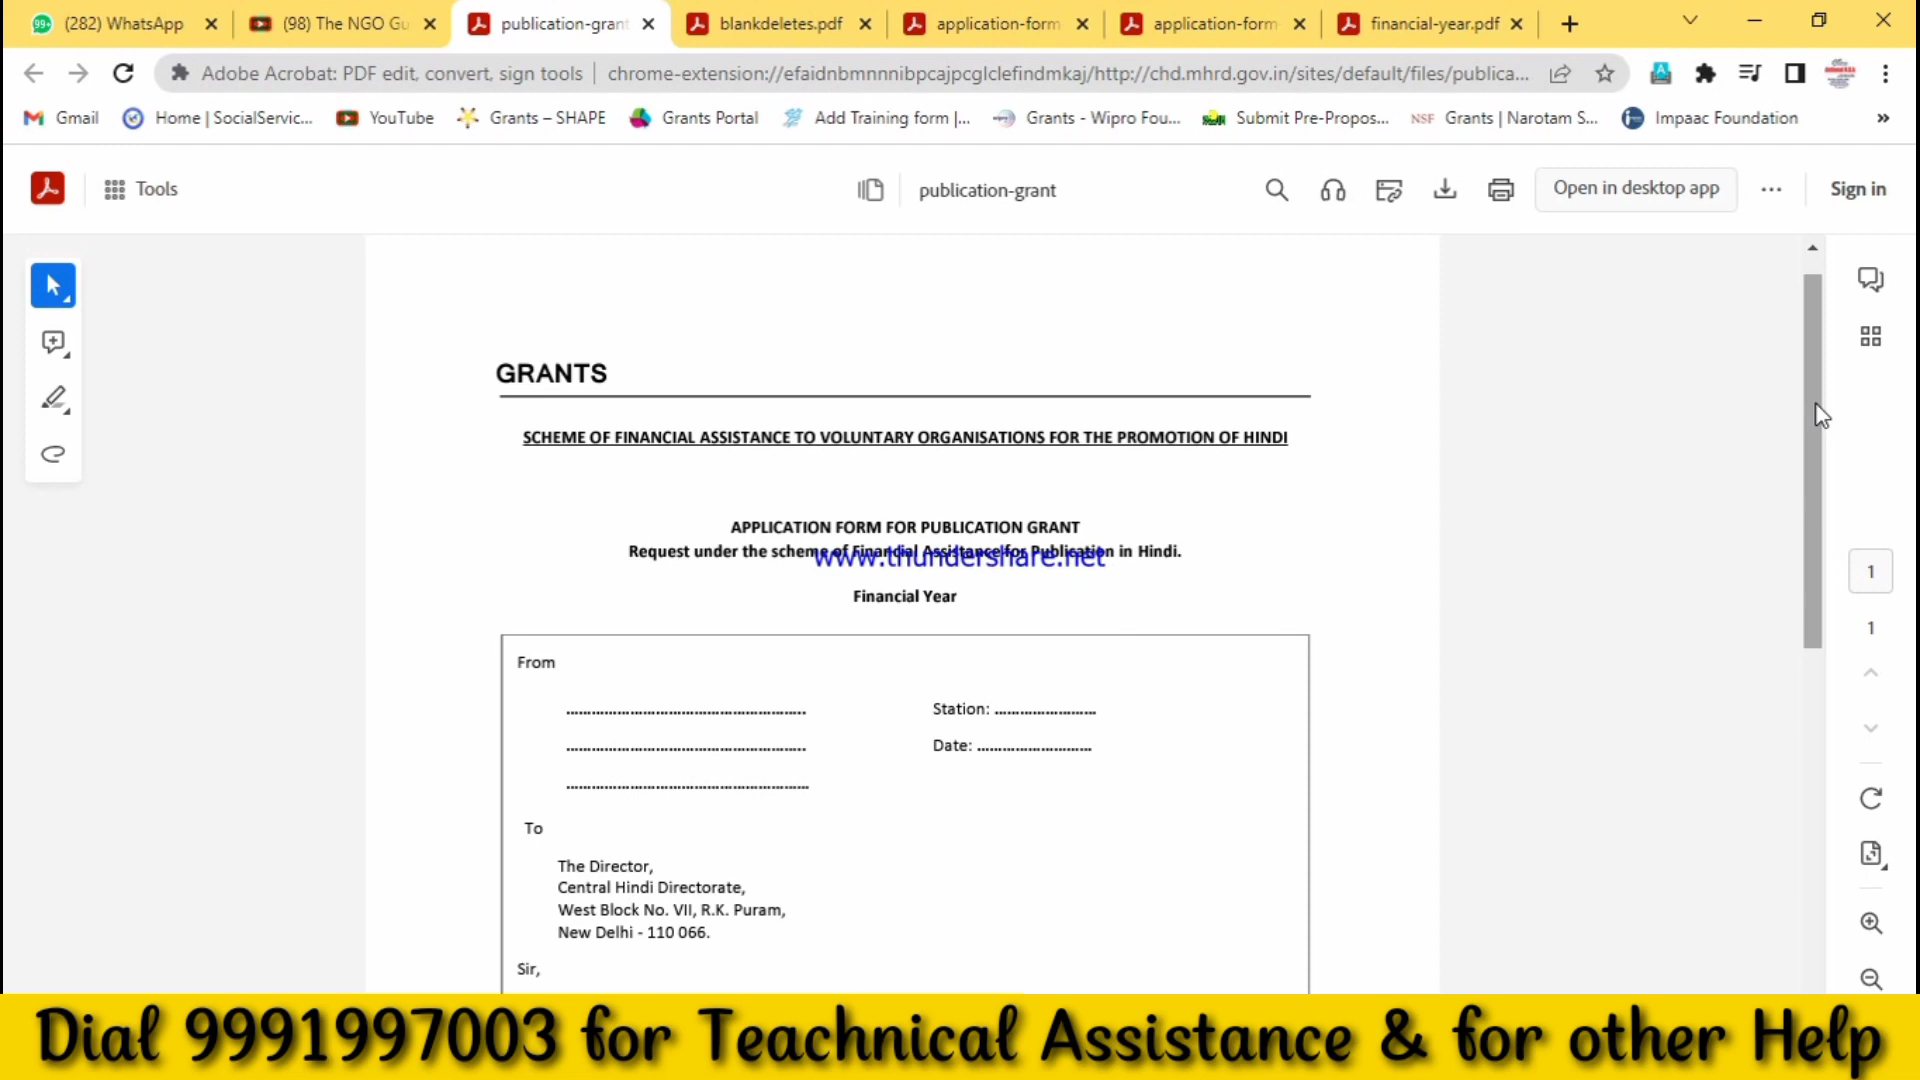 (282) WhatsApp
(98) The NGO Gu
publication-grant
blankdeletes.pdf
application-form
application-form
financial-year.pdf
Adobe Acrobat: PDF edit, convert, sign tools
chrome-extension://efaidnbmnnnibpcajpcglclefindmkaj/http://chd.mhrd.gov.in/sites/default/files/publica...
Gmail
Home | SocialServic...
YouTube
Grants – SHAPE
Grants Portal
Add Training form |...
Grants - Wipro Fou...
Submit Pre-Propos...
NSF Grants | Narotam S...
Impaac Foundation
»
Tools
publication-grant
Open in desktop app
Sign in
GRANTS
SCHEME OF FINANCIAL ASSISTANCE TO VOLUNTARY ORGANISATIONS FOR THE PROMOTION OF HINDI
APPLICATION FORM FOR PUBLICATION GRANT
Request under the scheme of Financial Assistance for Publication in Hindi.
www.thundershare.net
Financial Year
From
Station: ........................
Date: ...........................
To
The Director,
Central Hindi Directorate,
West Block No. VII, R.K. Puram,
New Delhi - 110 066.
Sir,
1
1
Dial 9991997003 for Teachnical Assistance & for other Help